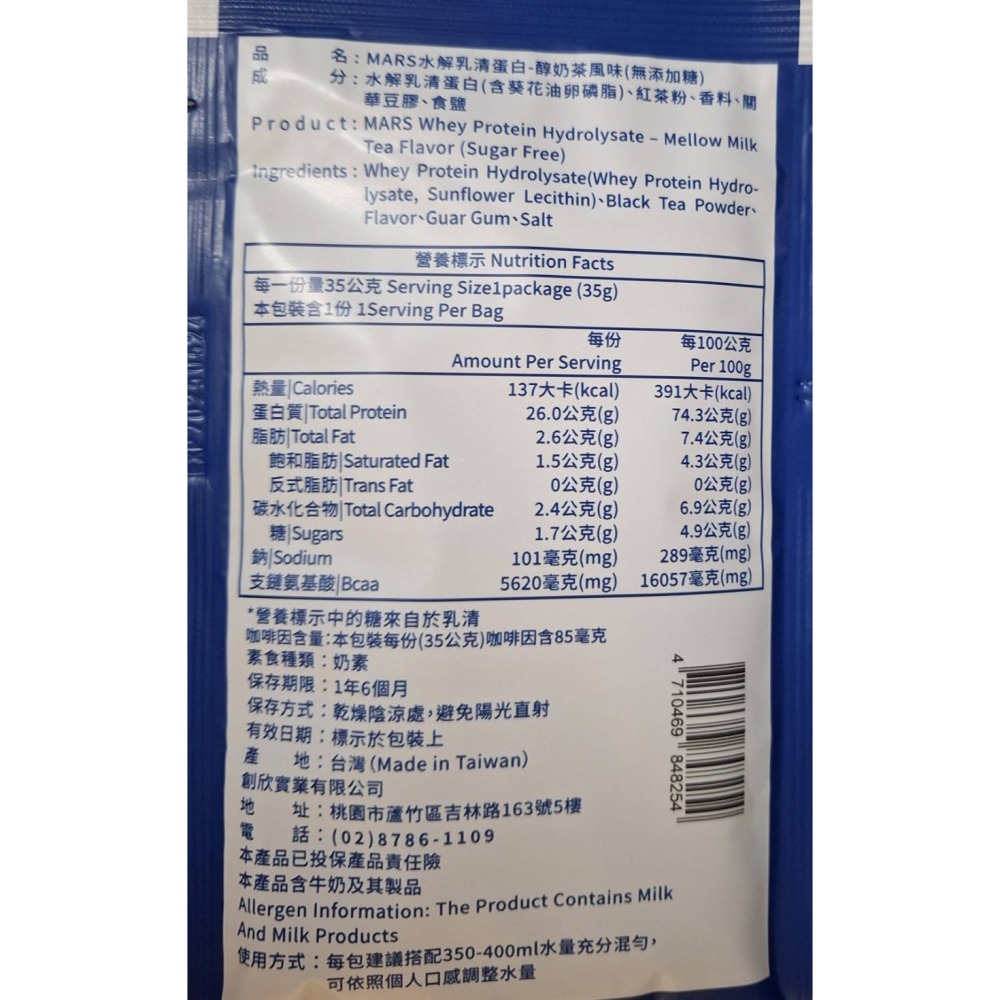 品　　名：MARS水解乳清蛋白-醇奶茶風味(無添加糖)
成　　分：水解乳清蛋白(含葵花油卵磷脂)、紅茶粉、香料、關
華豆膠、食鹽
Product: MARS Whey Protein Hydrolysate – Mellow Milk
Tea Flavor (Sugar Free)
Ingredients : Whey Protein Hydrolysate(Whey Protein Hydro-
lysate, Sunflower Lecithin)、Black Tea Powder、
Flavor、Guar Gum、Salt
營養標示 Nutrition Facts
每一份量35公克 Serving Size1package (35g)
本包裝含1份 1Serving Per Bag
每份 每100公克
Amount Per Serving Per 100g
熱量|Calories 137大卡(kcal) 391大卡(kcal)
蛋白質|Total Protein 26.0公克(g) 74.3公克(g)
脂肪|Total Fat 2.6公克(g) 7.4公克(g)
飽和脂肪|Saturated Fat 1.5公克(g) 4.3公克(g)
反式脂肪|Trans Fat 0公克(g) 0公克(g)
碳水化合物|Total Carbohydrate 2.4公克(g) 6.9公克(g)
糖|Sugars 1.7公克(g) 4.9公克(g)
鈉|Sodium 101毫克(mg) 289毫克(mg)
支鏈氨基酸|Bcaa 5620毫克(mg) 16057毫克(mg)
*營養標示中的糖來自於乳清
咖啡因含量:本包裝每份(35公克)咖啡因含85毫克
素食種類：奶素
保存期限：1年6個月
保存方式：乾燥陰涼處，避免陽光直射
有效日期：標示於包裝上
產　　地：台灣(Made in Taiwan)
創欣實業有限公司
地　　址：桃園市蘆竹區吉林路163號5樓
電　　話：(02)8786-1109
本產品已投保產品責任險
本產品含牛奶及其製品
Allergen Information: The Product Contains Milk
And Milk Products
使用方式：每包建議搭配350-400ml水量充分混勻，
可依照個人口感調整水量
4 710469 848254